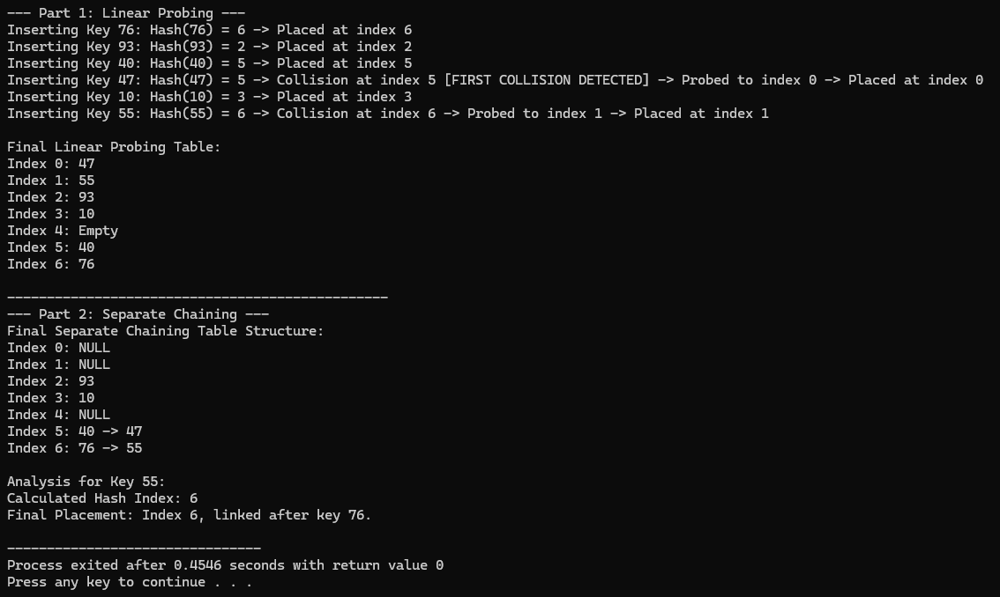 --- Part 1: Linear Probing ---
Inserting Key 76: Hash(76) = 6 -> Placed at index 6
Inserting Key 93: Hash(93) = 2 -> Placed at index 2
Inserting Key 40: Hash(40) = 5 -> Placed at index 5
Inserting Key 47: Hash(47) = 5 -> Collision at index 5 [FIRST COLLISION DETECTED] -> Probed to index 0 -> Placed at index 0
Inserting Key 10: Hash(10) = 3 -> Placed at index 3
Inserting Key 55: Hash(55) = 6 -> Collision at index 6 -> Probed to index 1 -> Placed at index 1

Final Linear Probing Table:
Index 0: 47
Index 1: 55
Index 2: 93
Index 3: 10
Index 4: Empty
Index 5: 40
Index 6: 76

------------------------------------------------
--- Part 2: Separate Chaining ---
Final Separate Chaining Table Structure:
Index 0: NULL
Index 1: NULL
Index 2: 93
Index 3: 10
Index 4: NULL
Index 5: 40 -> 47
Index 6: 76 -> 55

Analysis for Key 55:
Calculated Hash Index: 6
Final Placement: Index 6, linked after key 76.

--------------------------------
Process exited after 0.4546 seconds with return value 0
Press any key to continue . . .